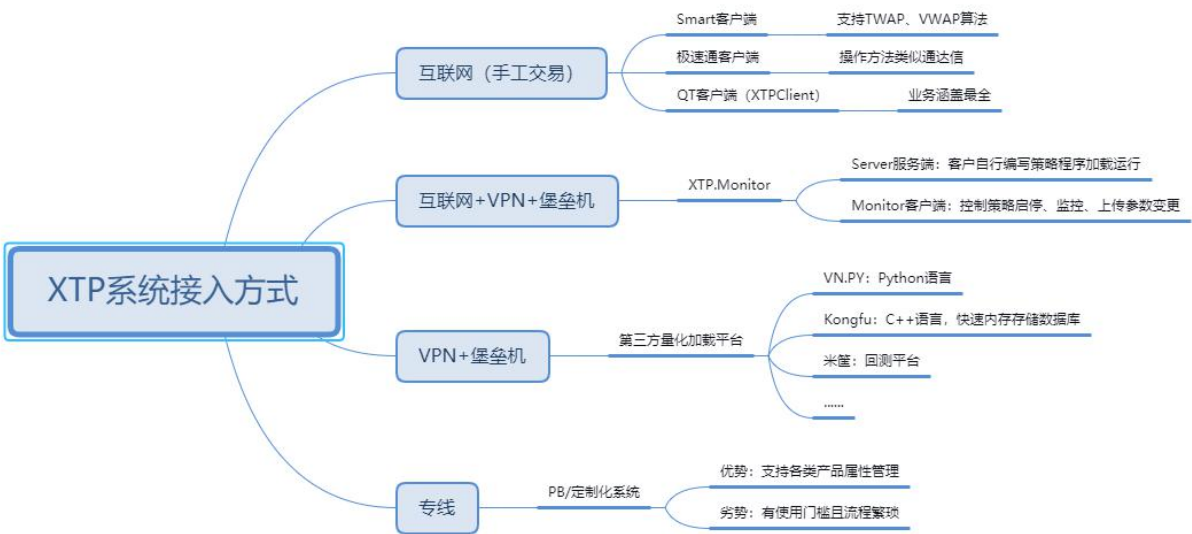 XTP系统接入方式
互联网（手工交易）
Smart客户端
支持TWAP、VWAP算法
极速通客户端
操作方法类似通达信
QT客户端（XTPClient）
业务涵盖最全
互联网+VPN+堡垒机
XTP.Monitor
Server服务端：客户自行编写策略程序加载运行
Monitor客户端：控制策略启停、监控、上传参数变更
VPN+堡垒机
第三方量化加载平台
VN.PY：Python语言
Kongfu：C++语言，快速内存存储数据库
米筐：回测平台
……
专线
PB/定制化系统
优势：支持各类产品属性管理
劣势：有使用门槛且流程繁琐